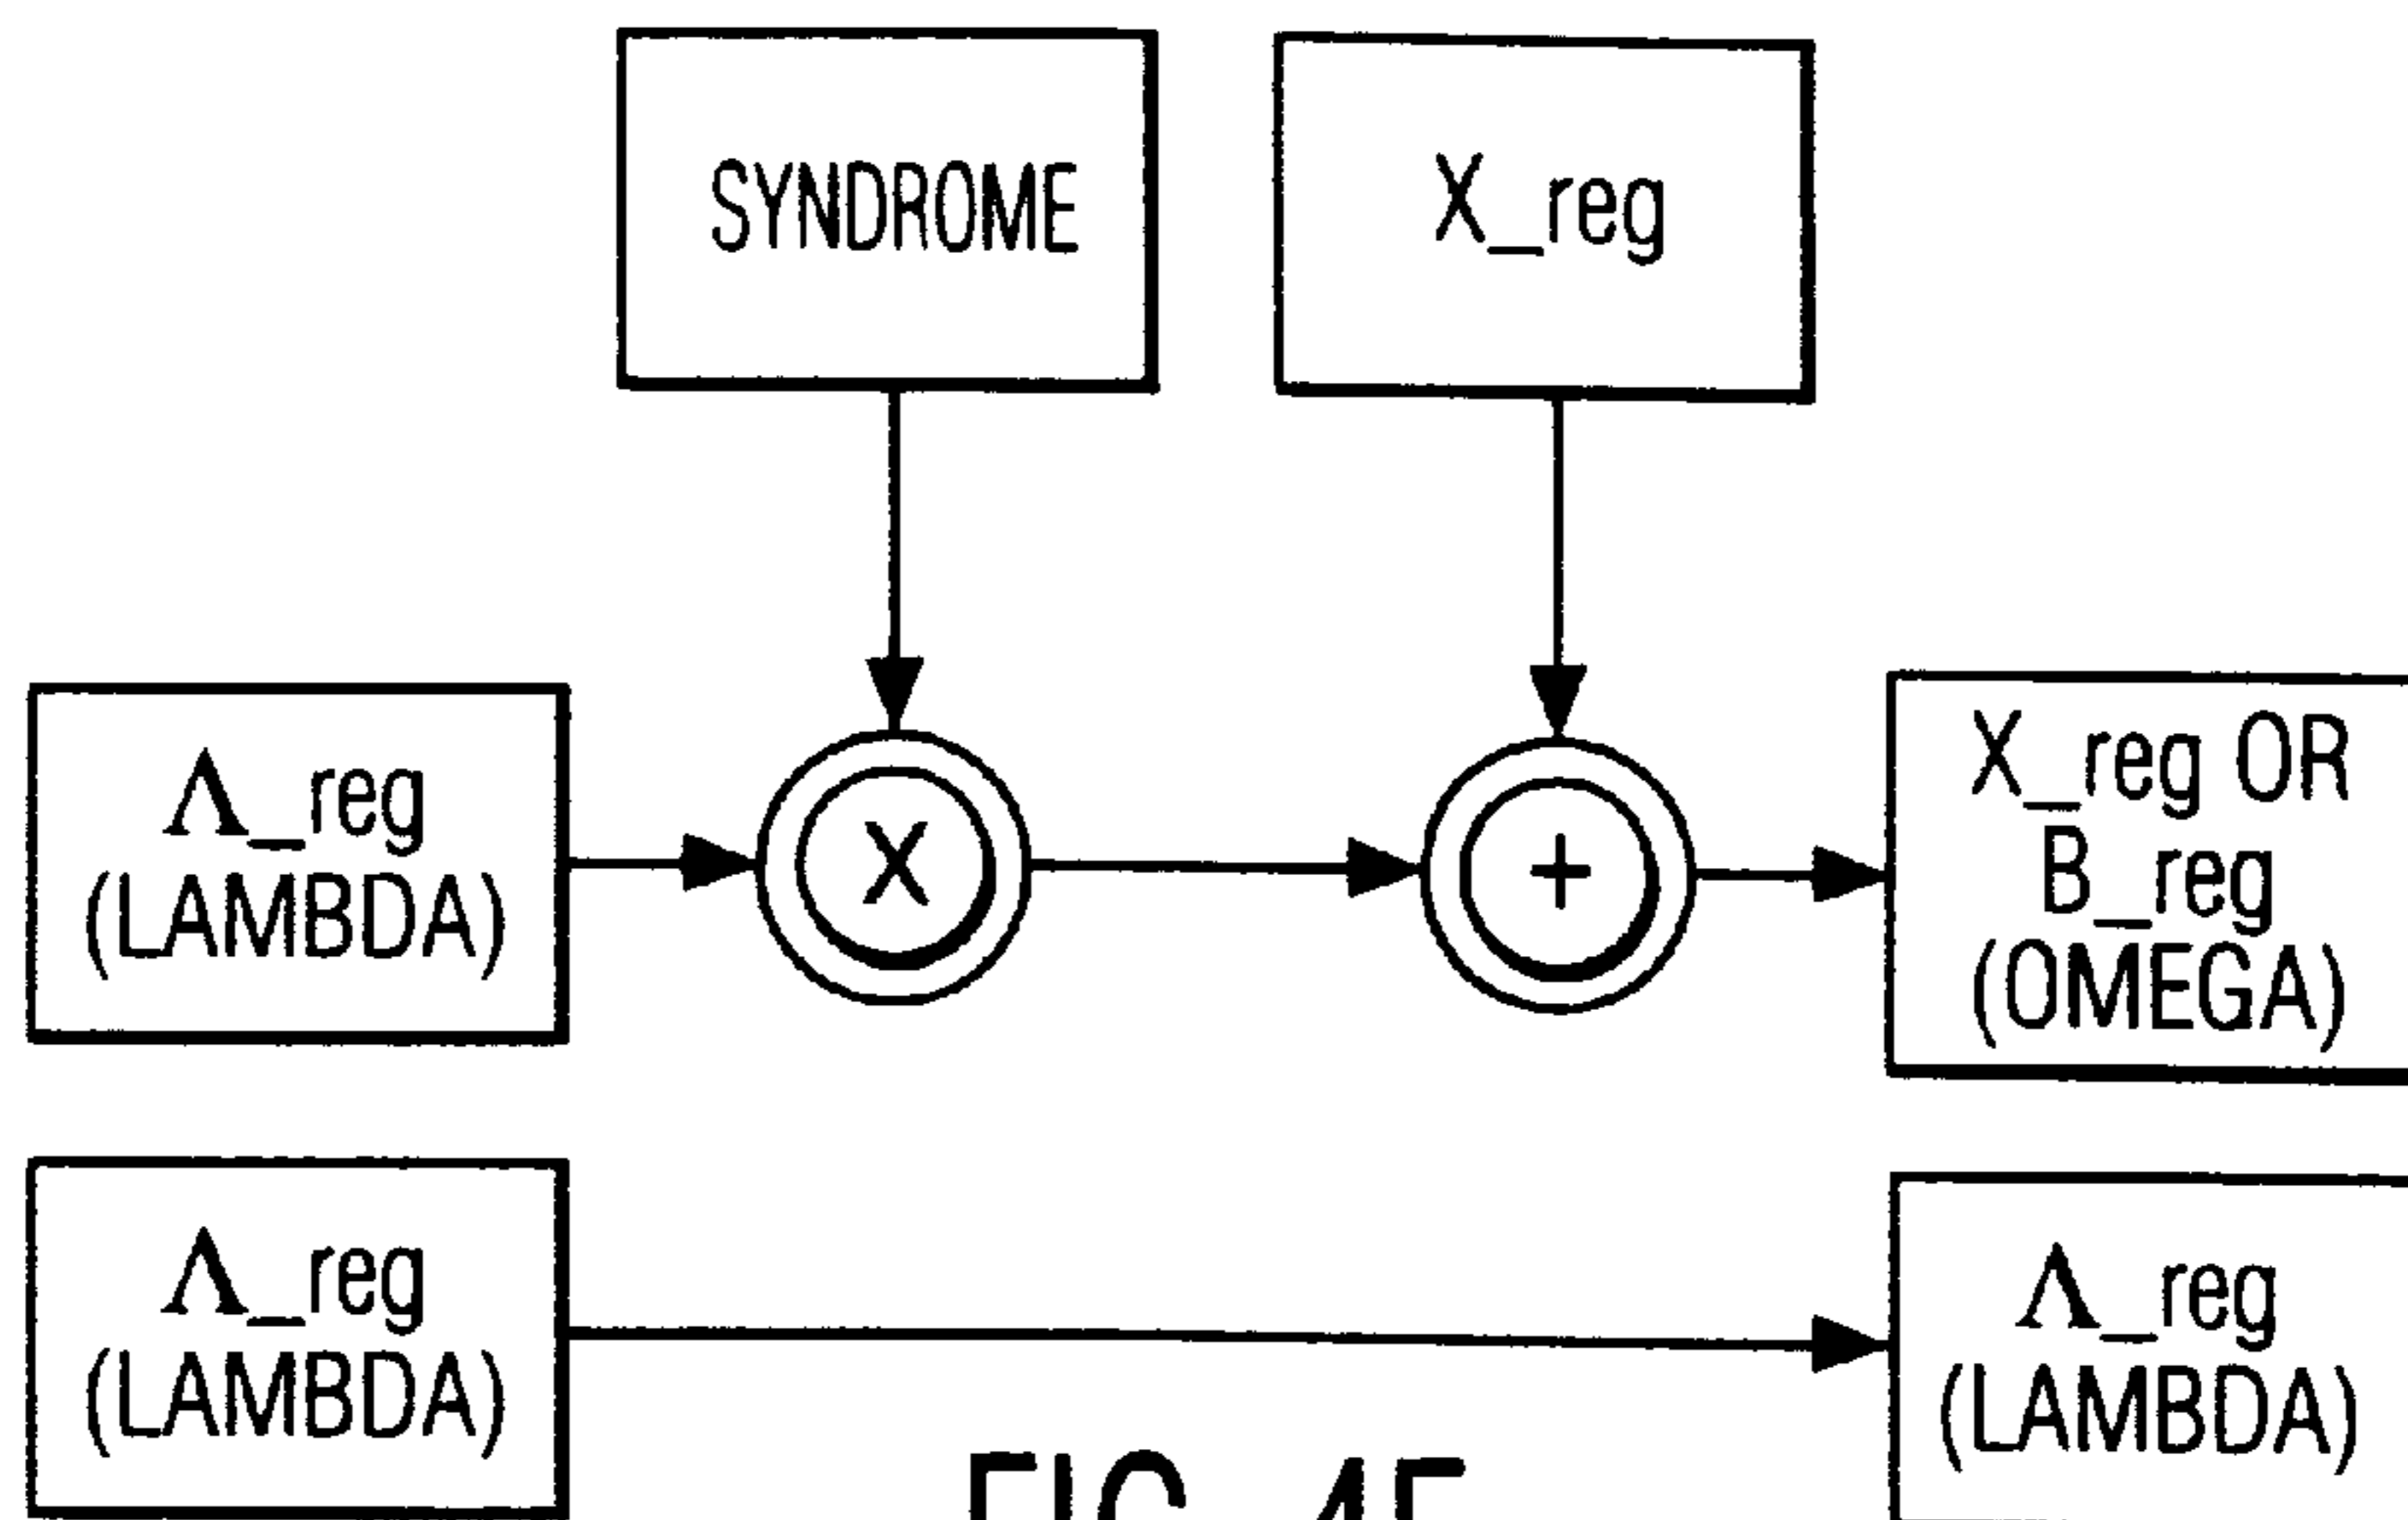 SYNDROME
X_reg
Λ_reg
(LAMBDA)
X
+
X_reg OR
B_reg
(OMEGA)
Λ_reg
(LAMBDA)
Λ_reg
(LAMBDA)